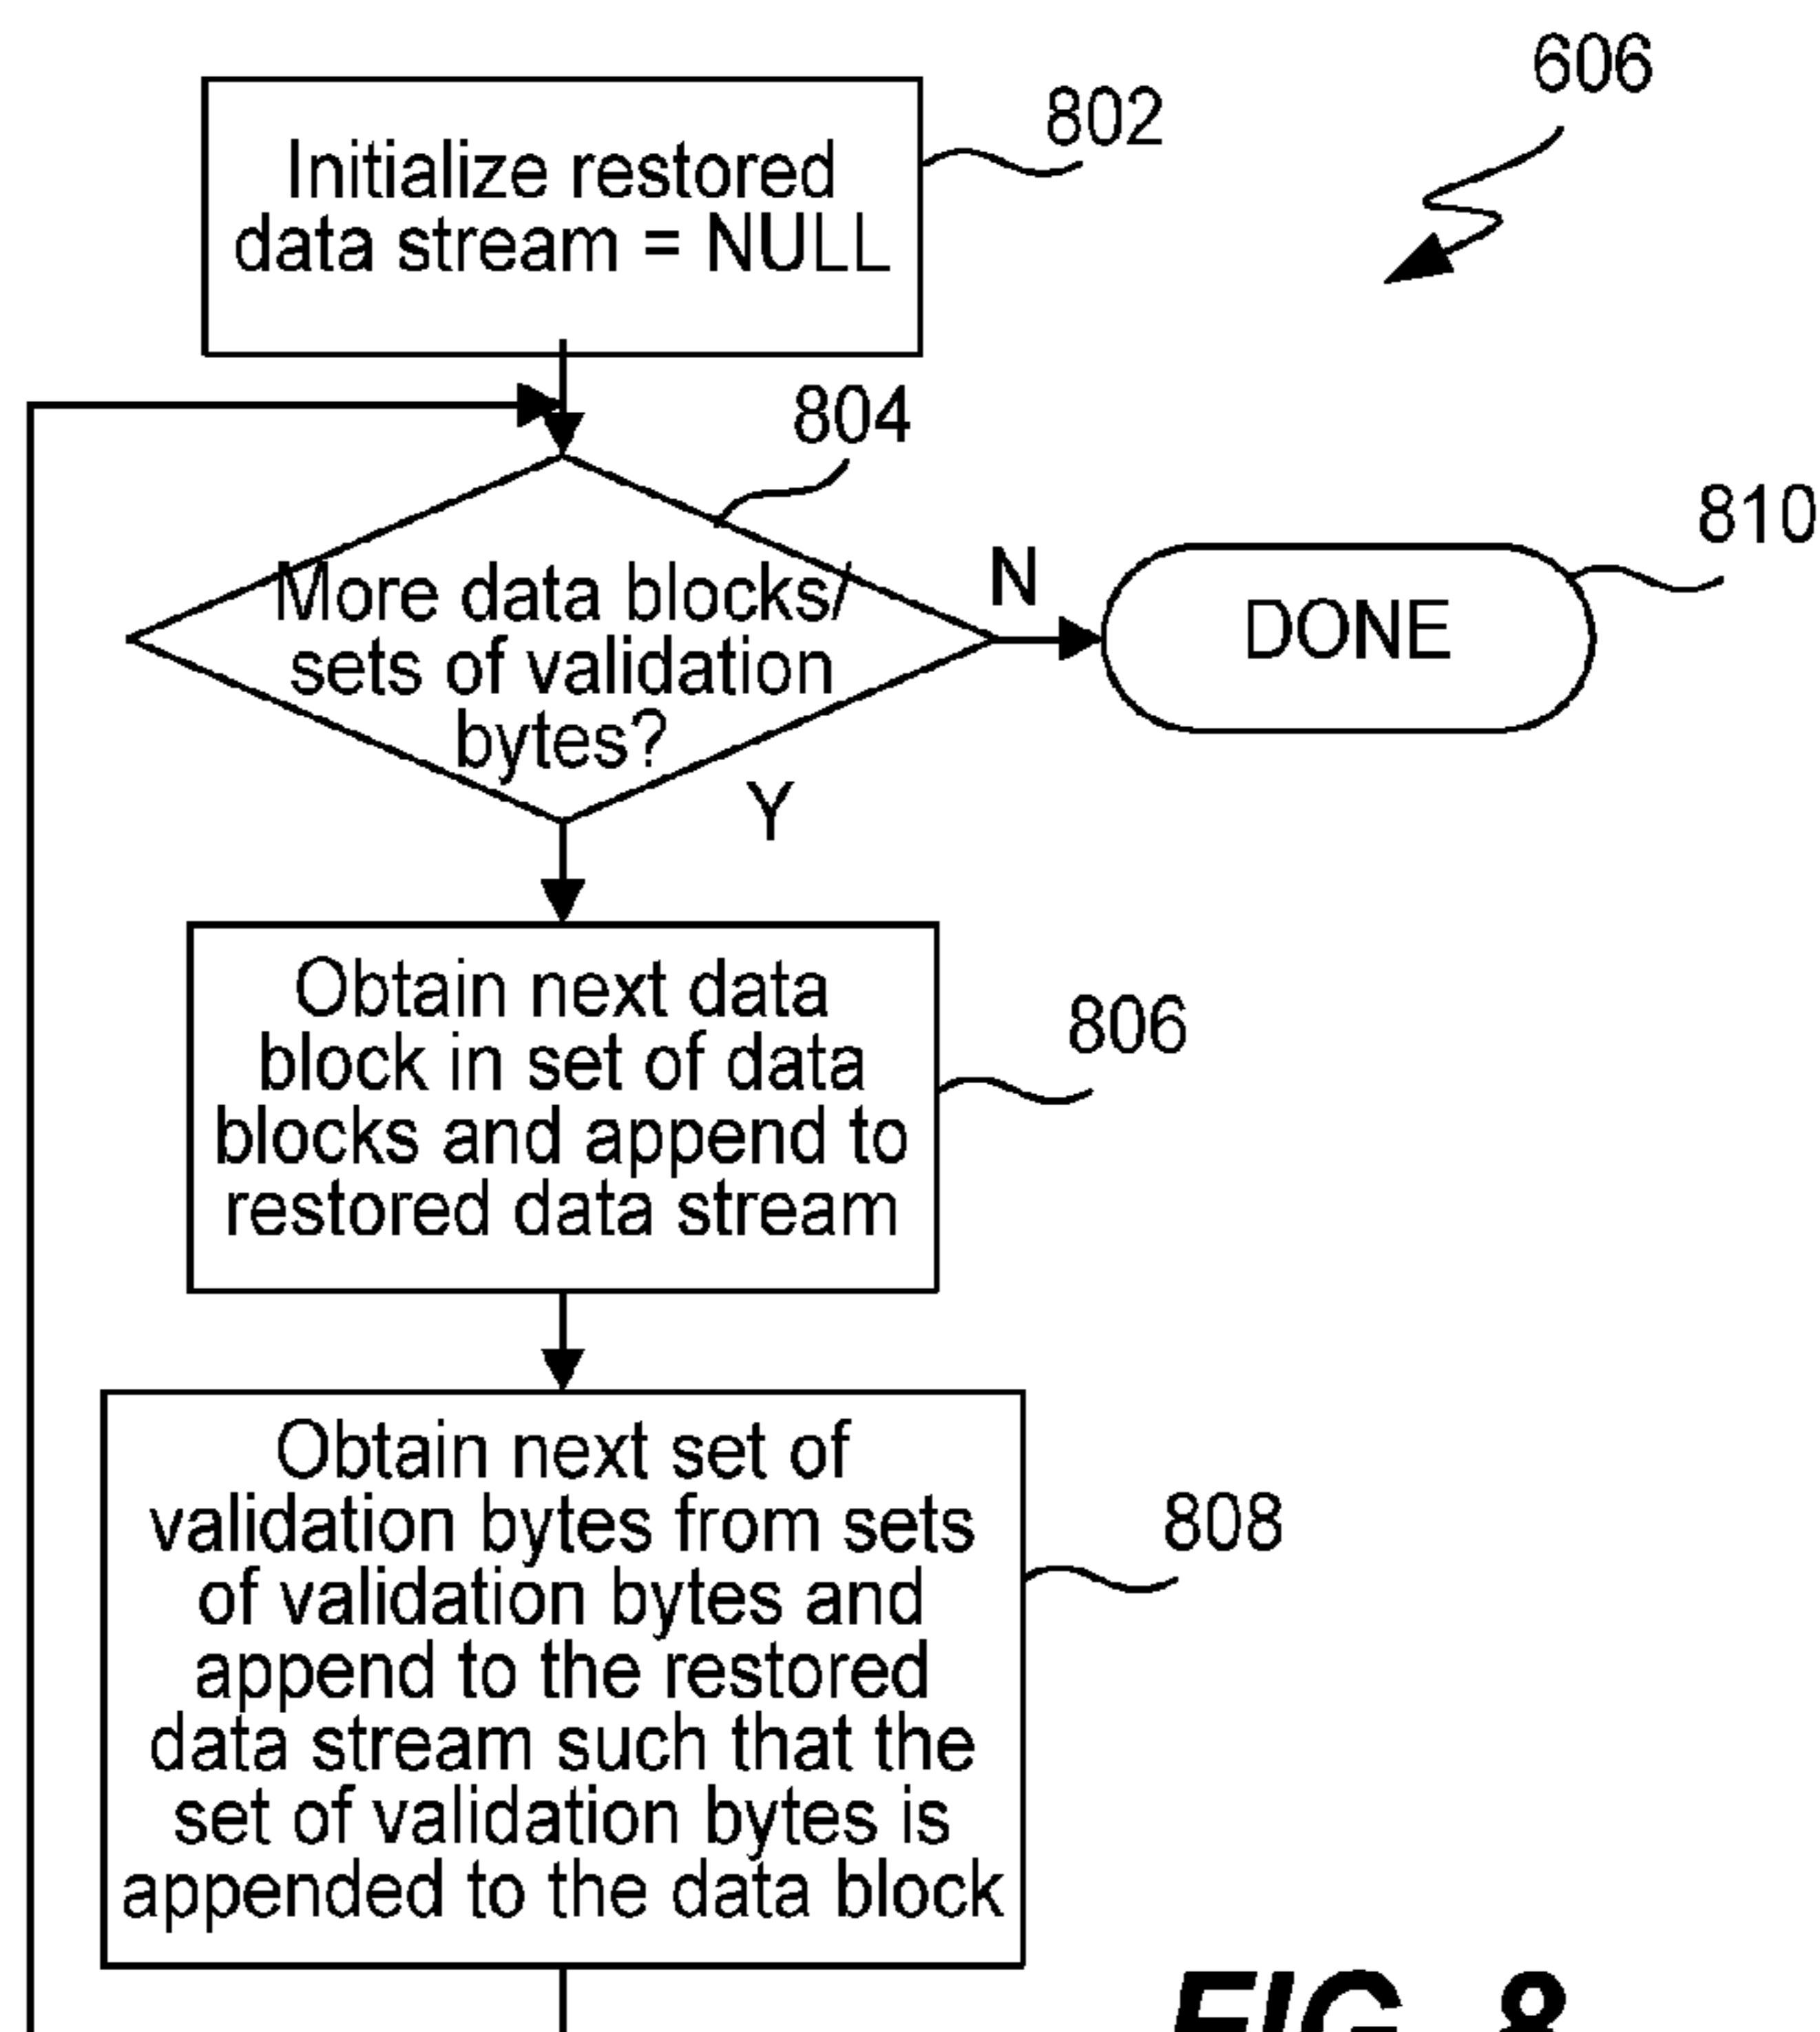 606
802
Initialize restored
data stream = NULL
804
More data blocks/
sets of validation
bytes?
N
810
DONE
Y
Obtain next data
block in set of data
blocks and append to
restored data stream
806
Obtain next set of
validation bytes from sets
of validation bytes and
append to the restored
data stream such that the
set of validation bytes is
appended to the data block
808
FIG. 8